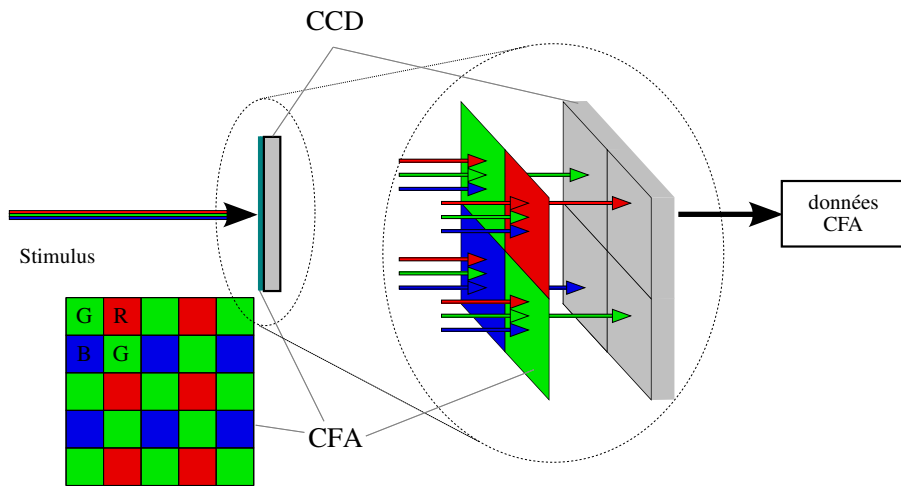 CCD
données
CFA
Stimulus
G R
B G
CFA